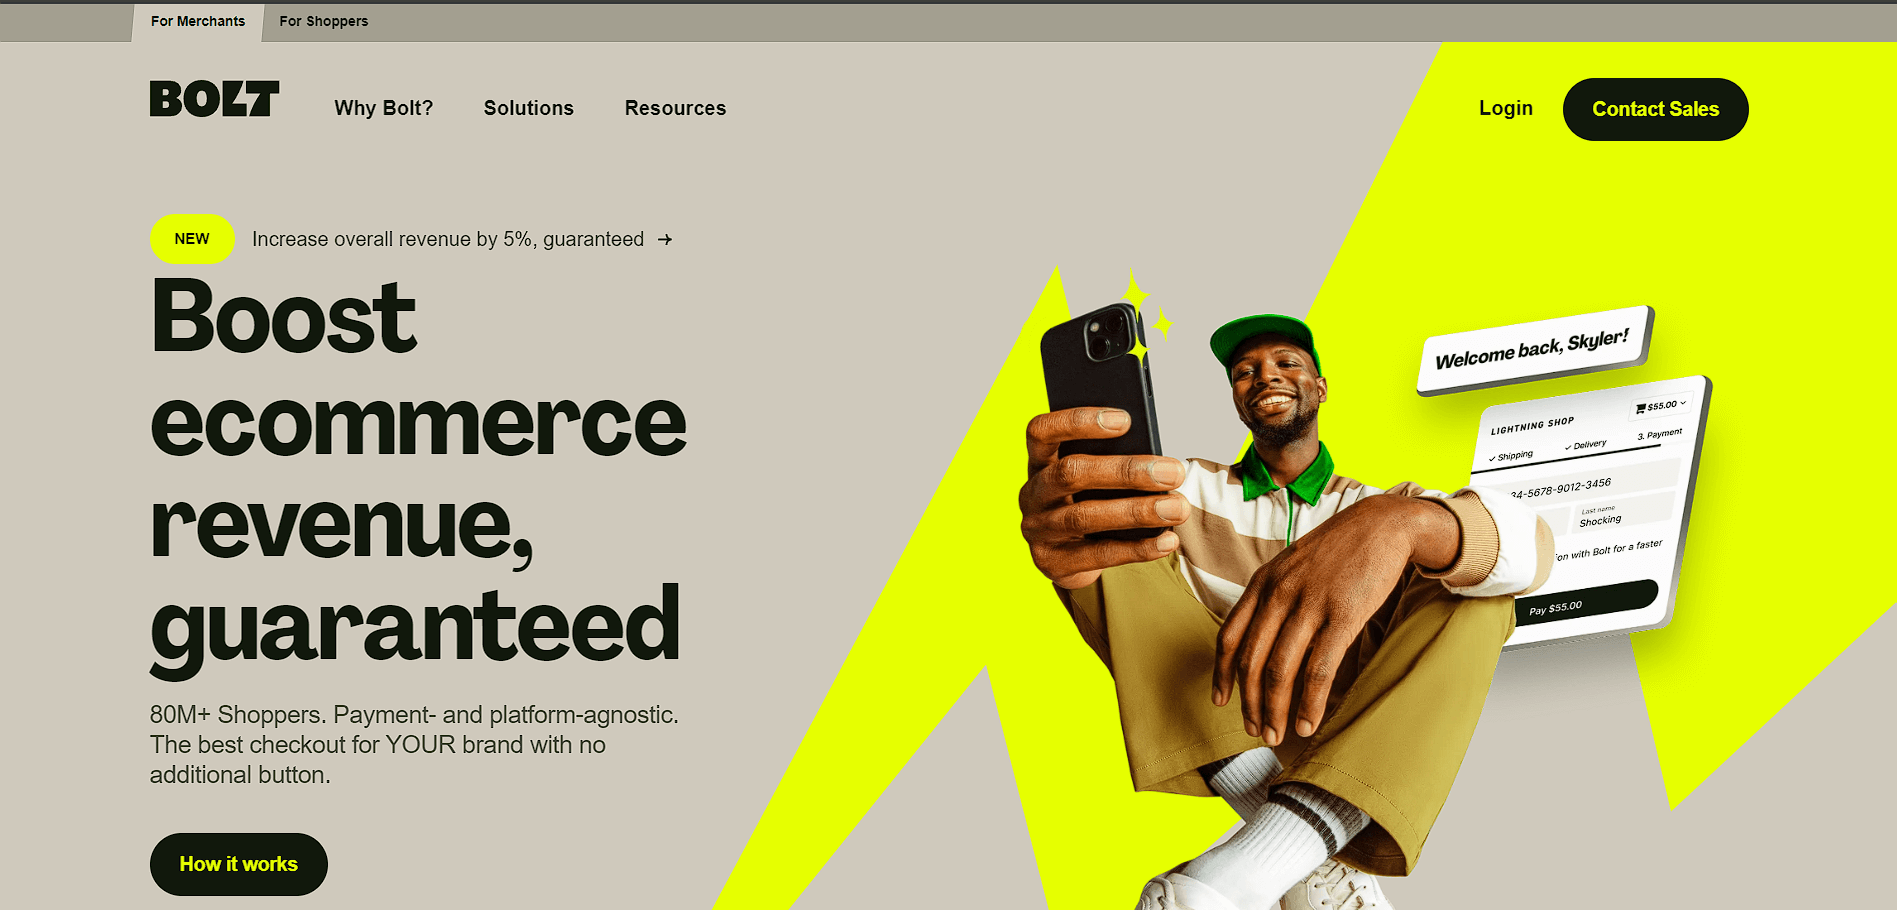 For Merchants
For Shoppers
BOLT
Why Bolt?
Solutions
Resources
Login
Contact Sales
NEW
Increase overall revenue by 5%, guaranteed →
Boost
ecommerce
revenue,
guaranteed
80M+ Shoppers. Payment- and platform-agnostic.
The best checkout for YOUR brand with no
additional button.
How it works
Welcome back, Skyler!
LIGHTNING SHOP
$55.00
Shipping
Delivery
3. Payment
34-5678-9012-3456
Last name
Shocking
with Bolt for a faster
Pay $55.00